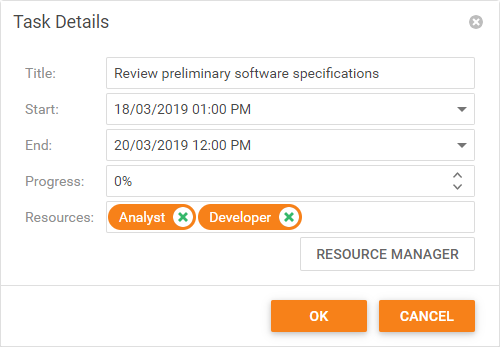 Task Details
Title: Review preliminary software specifications
Start: 18/03/2019 01:00 PM
End: 20/03/2019 12:00 PM
Progress: 0%
Resources: Analyst Developer
RESOURCE MANAGER
OK CANCEL